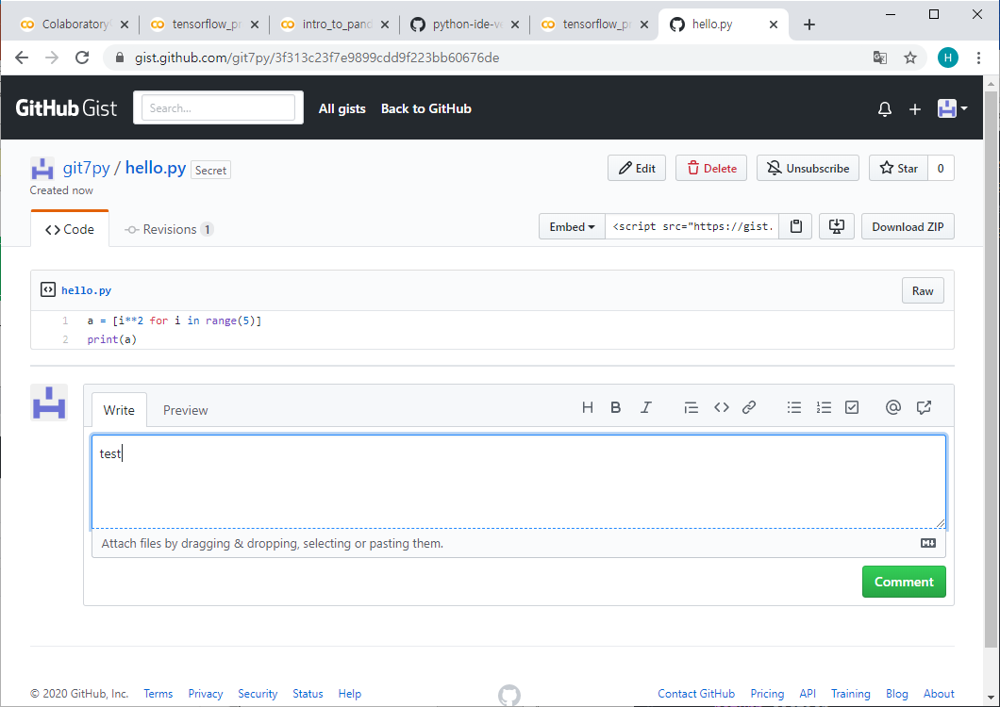 Colaboratory
tensorflow_pr
intro_to_pand
python-ide-v
tensorflow_pr
hello.py
gist.github.com/git7py/3f313c23f7e9899cdd9f223bb60676de
H
GitHub Gist
Search...
All gists
Back to GitHub
git7py / hello.py Secret
Edit
Delete
Unsubscribe
Star 0
Created now
Code
Revisions 1
Embed
<script src="https://gist.
Download ZIP
hello.py
Raw
1 a = [i**2 for i in range(5)]
2 print(a)
Write
Preview
H B I
test
Attach files by dragging & dropping, selecting or pasting them.
Comment
© 2020 GitHub, Inc. Terms Privacy Security Status Help
Contact GitHub Pricing API Training Blog About